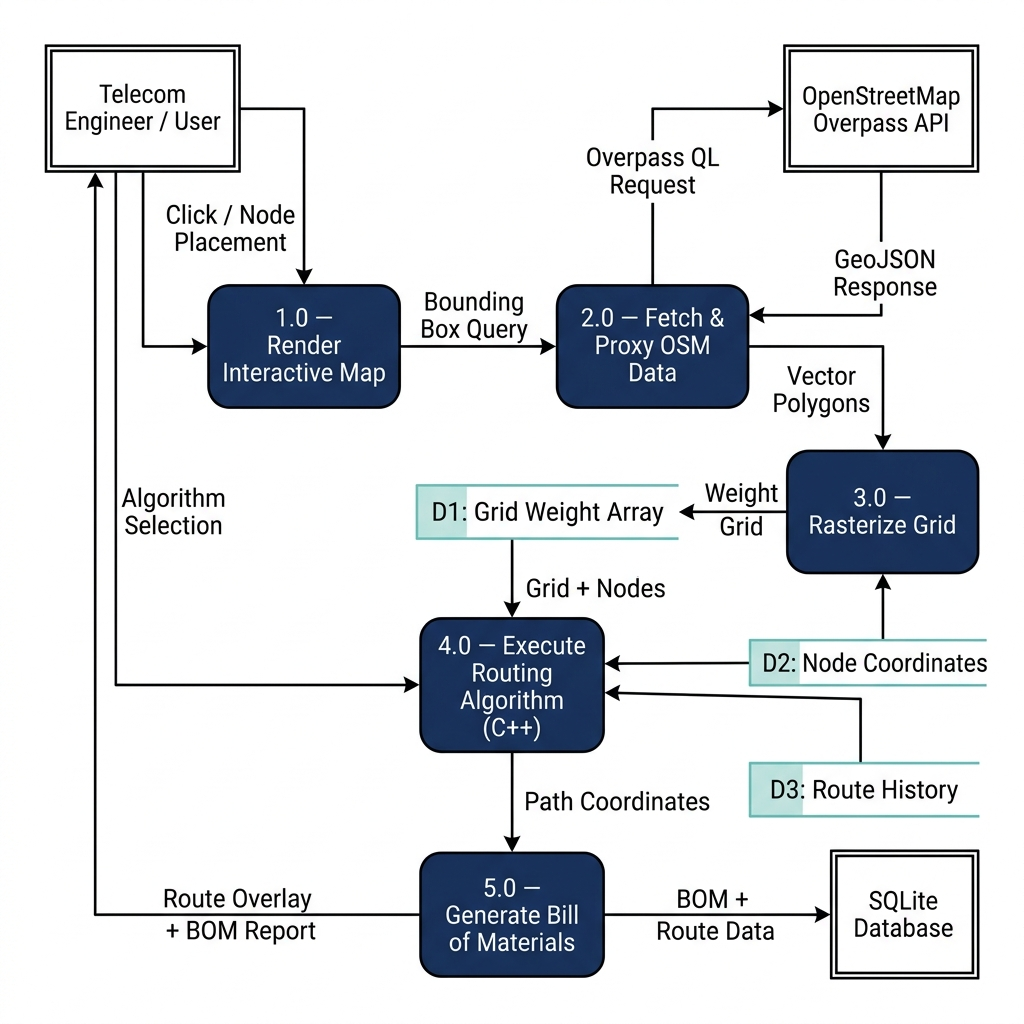 Telecom
Engineer / User
OpenStreetMap
Overpass API
Overpass QL
Request
Click / Node
Placement
GeoJSON
Response
1.0 —
Render
Interactive Map
Bounding
Box Query
2.0 — Fetch &
Proxy OSM
Data
Vector
Polygons
Algorithm
Selection
D1: Grid Weight Array
Weight
Grid
3.0 —
Rasterize Grid
Grid + Nodes
4.0 — Execute
Routing
Algorithm
(C++)
D2: Node Coordinates
D3: Route History
Path Coordinates
Route Overlay
+ BOM Report
5.0 —
Generate Bill
of Materials
BOM +
Route Data
SQLite
Database